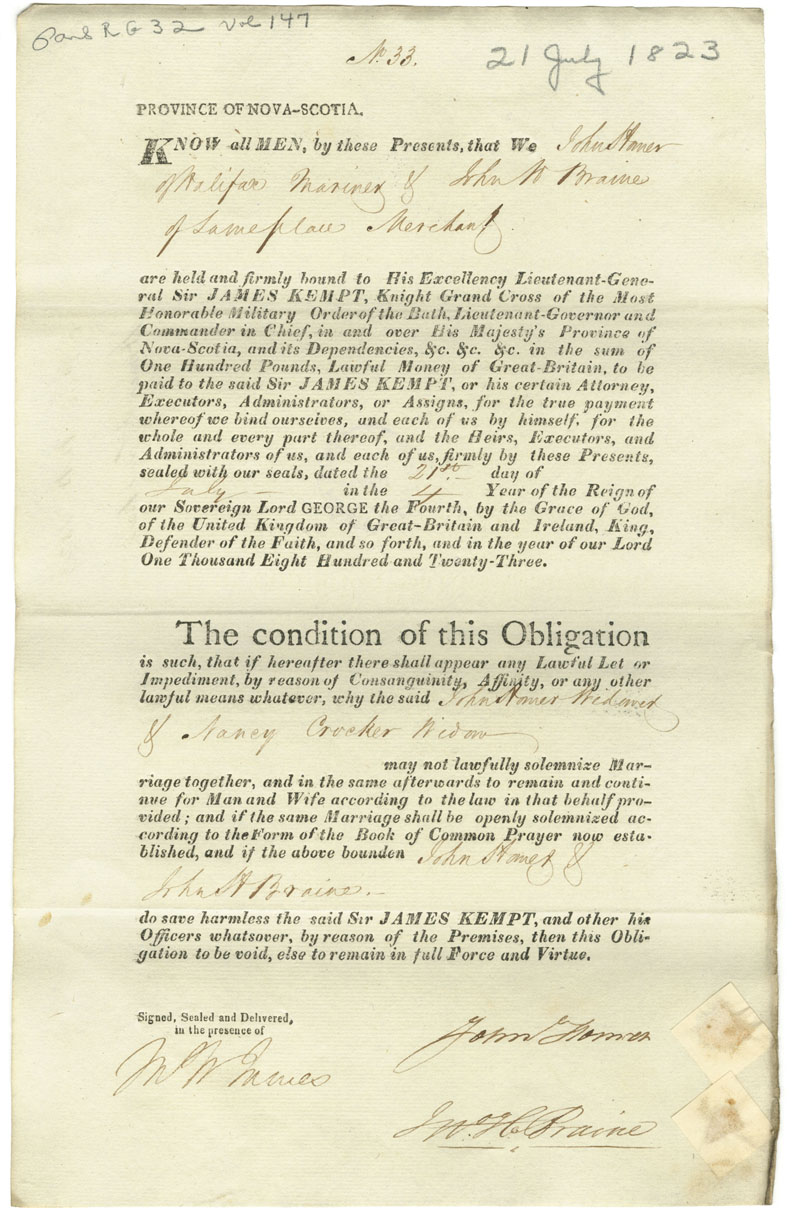 Pans R G 32 Vol 147
No. 33.
21 July 1823
PROVINCE OF NOVA-SCOTIA.
KNOW all MEN, by these Presents, that We John Homer
of Halifax Mariner & John H Braine
of Same place Merchant
are held and firmly bound to His Excellency Lieutenant-Gene-
ral Sir JAMES KEMPT, Knight Grand Cross of the Most
Honorable Military Order of the Bath, Lieutenant-Governor and
Commander in Chief, in and over His Majesty's Province of
Nova-Scotia, and its Dependencies, &c. &c. &c. in the sum of
One Hundred Pounds, Lawful Money of Great-Britain, to be
paid to the said Sir JAMES KEMPT, or his certain Attorney,
Executors, Administrators, or Assigns, for the true payment
whereof we bind ourseives, and each of us by himself, for the
whole and every part thereof, and the Heirs, Executors, and
Administrators of us, and each of us, firmly by these Presents,
sealed with our seals, dated the 21st day of
July in the 4 Year of the Reign of
our Sovereign Lord GEORGE the Fourth, by the Grace of God,
of the United Kingdom of Great-Britain and Ireland, King,
Defender of the Faith, and so forth, and in the year of our Lord
One Thousand Eight Hundred and Twenty-Three.
The condition of this Obligation
is such, that if hereafter there shall appear any Lawful Let or
Impediment, by reason of Consanguinity, Affinity, or any other
lawful means whatever, why the said John Homer Widower
& Nancy Crocker Widow
may not lawfully solemnize Mar-
riage together, and in the same afterwards to remain and conti-
nue for Man and Wife according to the law in that behalf pro-
vided; and if the same Marriage shall be openly solemnized ac-
cording to the Form of the Book of Common Prayer now esta-
blished, and if the above bounden John Homer &
John H Braine.
do save harmless the said Sir JAMES KEMPT, and other his
Officers whatsover, by reason of the Premises, then this Obli-
gation to be void, else to remain in full Force and Virtue.
Signed, Sealed and Delivered,
in the presence of
John Homer
James
Jno. H Braine